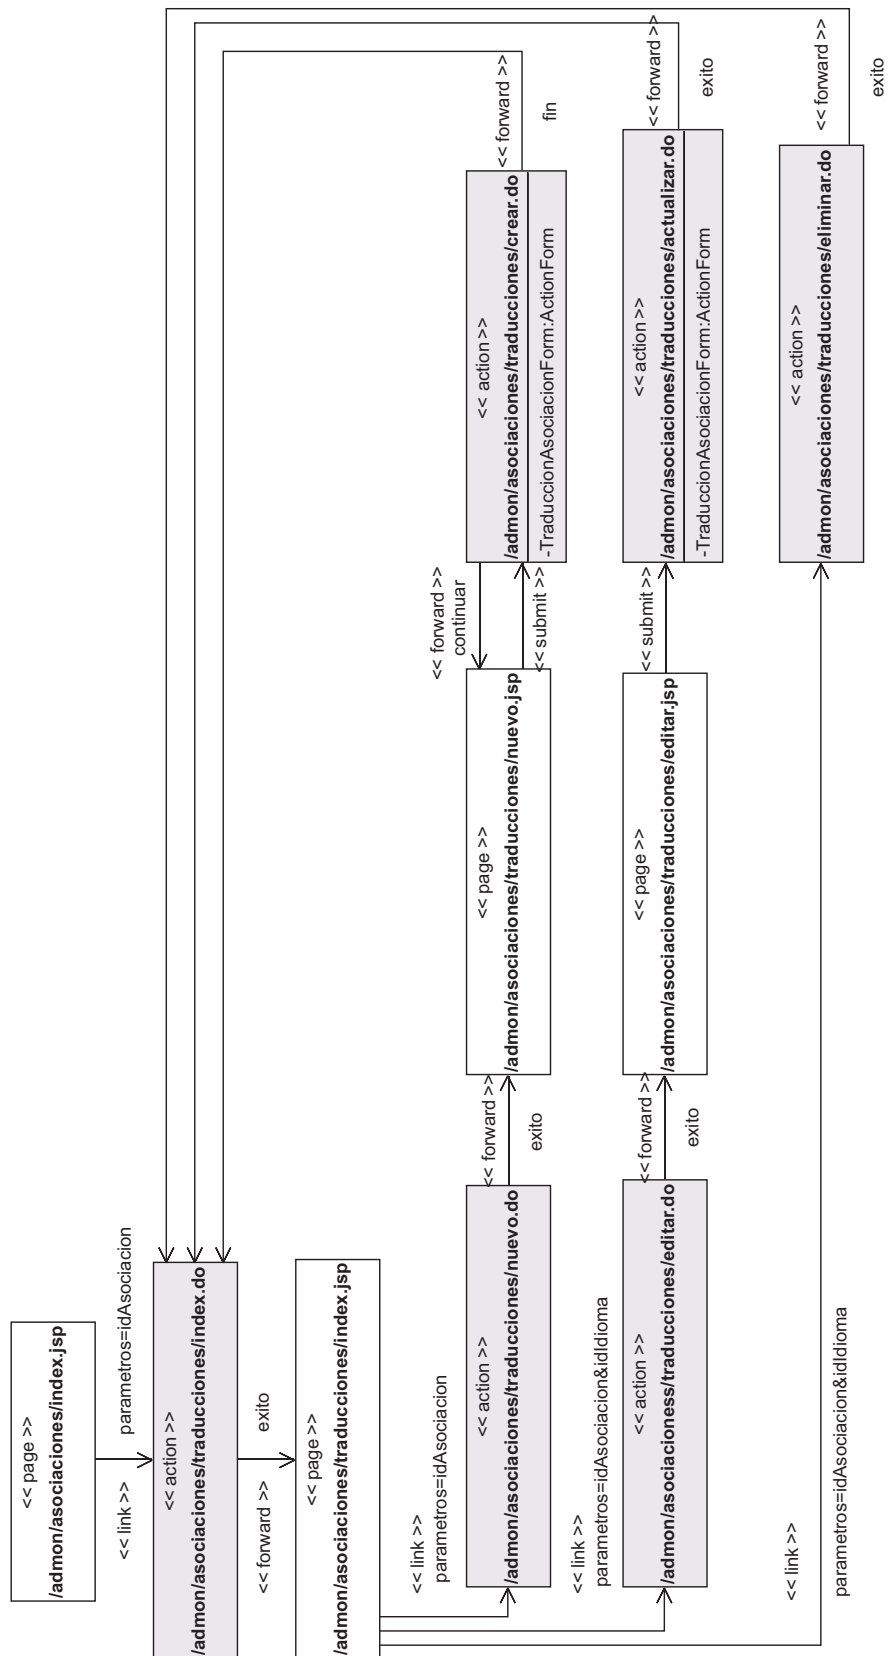 << page >>
/admon/asociaciones/index.jsp
<< link >>
parametros=idAsociacion
<< action >>
/admon/asociaciones/traducciones/index.do
<< forward >>
exito
<< page >>
/admon/asociaciones/traducciones/index.jsp
<< link >>
parametros=idAsociacion
<< action >>
/admon/asociaciones/traducciones/nuevo.do
<< forward >>
exito
<< page >>
/admon/asociaciones/traducciones/nuevo.jsp
<< forward >>
continuar
<< submit >>
<< action >>
/admon/asociaciones/traducciones/crear.do
-TraduccionAsociacionForm:ActionForm
<< forward >>
fin
<< link >>
parametros=idAsociacion&idIdioma
<< action >>
/admon/asociacioness/traducciones/editar.do
<< forward >>
exito
<< page >>
/admon/asociaciones/traducciones/editar.jsp
<< submit >>
<< action >>
/admon/asociaciones/traducciones/actualizar.do
-TraduccionAsociacionForm:ActionForm
<< forward >>
exito
<< link >>
parametros=idAsociacion&idIdioma
<< action >>
/admon/asociaciones/traducciones/eliminar.do
<< forward >>
exito